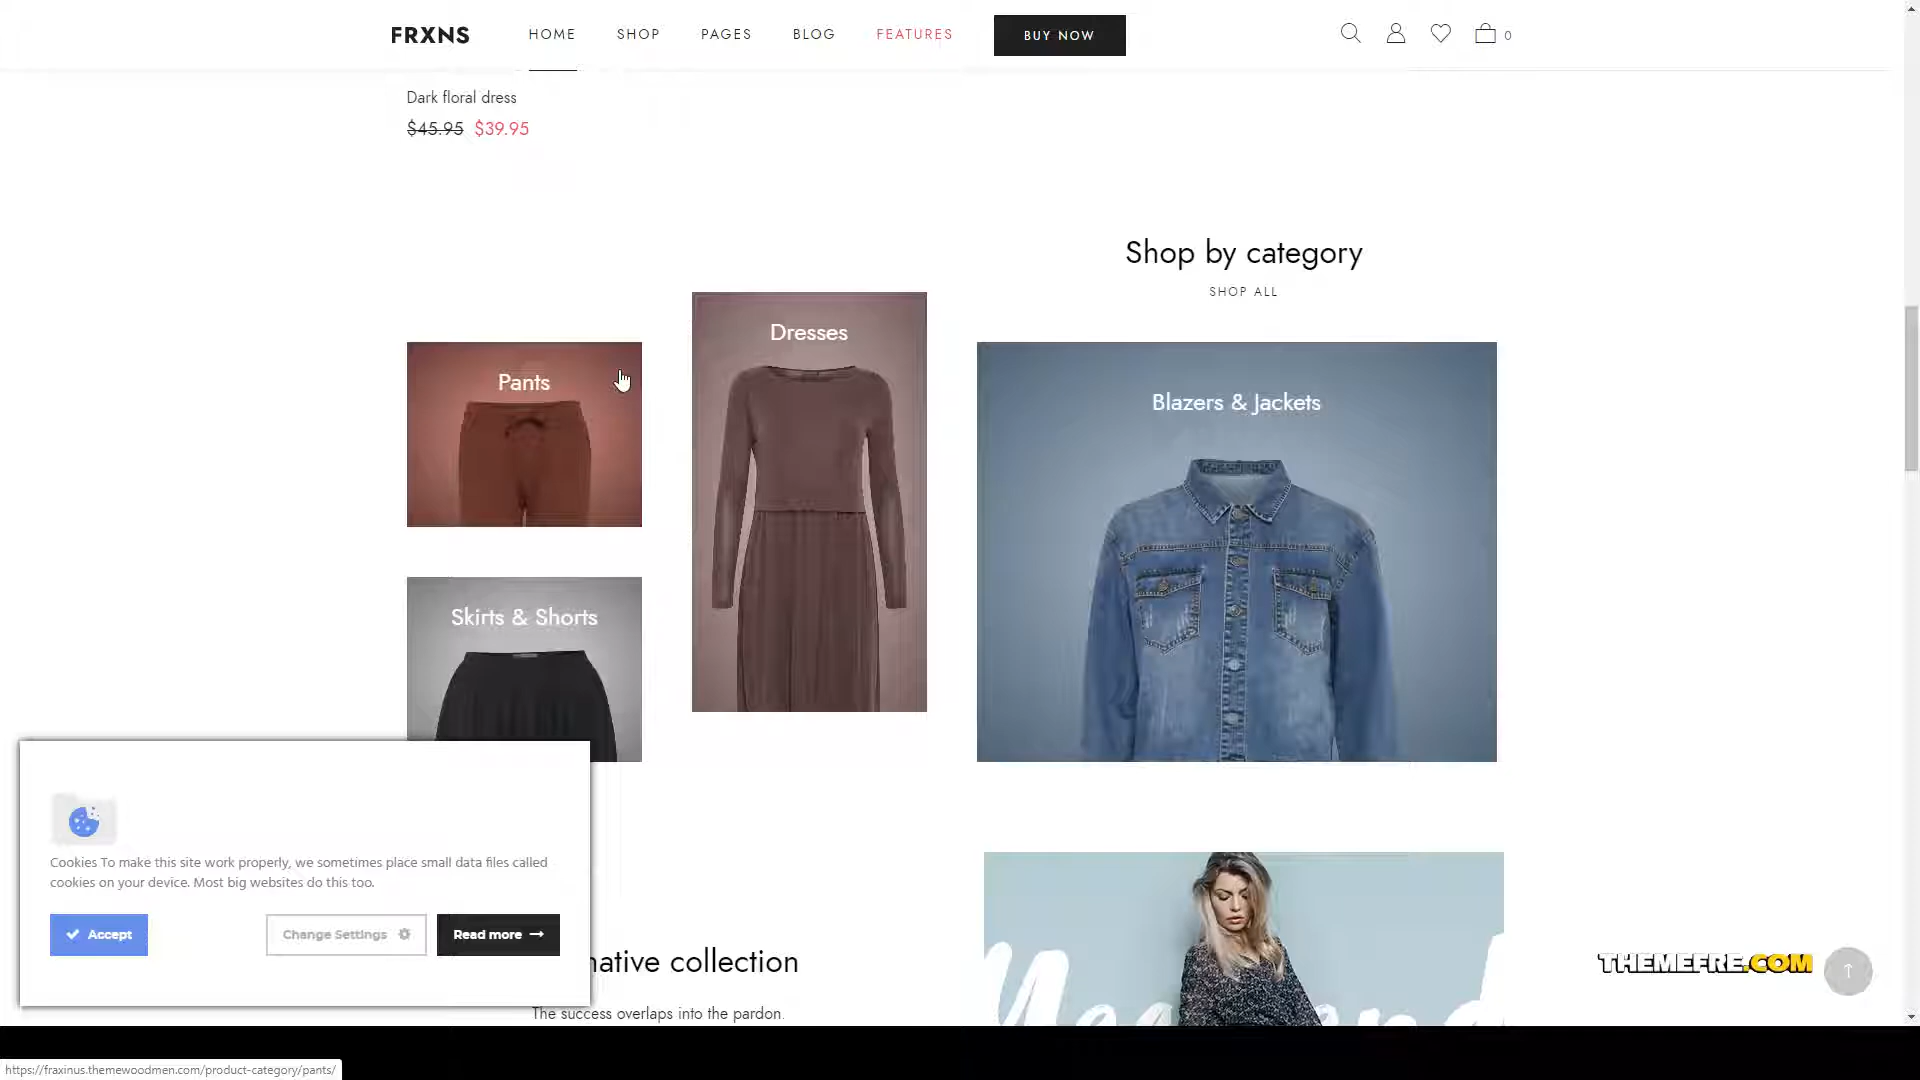 FRXNS HOME SHOP PAGES BLOG FEATURES BUY NOW 0
Dark floral dress
$45.95 $39.95
Shop by category
SHOP ALL
Dresses
Pants
Blazers & Jackets
Skirts & Shorts
Cookies To make this site work properly, we sometimes place small data files called
cookies on your device. Most big websites do this too.
Accept Change Settings Read more
native collection
The success overlaps into the pardon.
Weekend
THEMEFRE.COM
https://fraxinus.themewoodmen.com/product-category/pants/